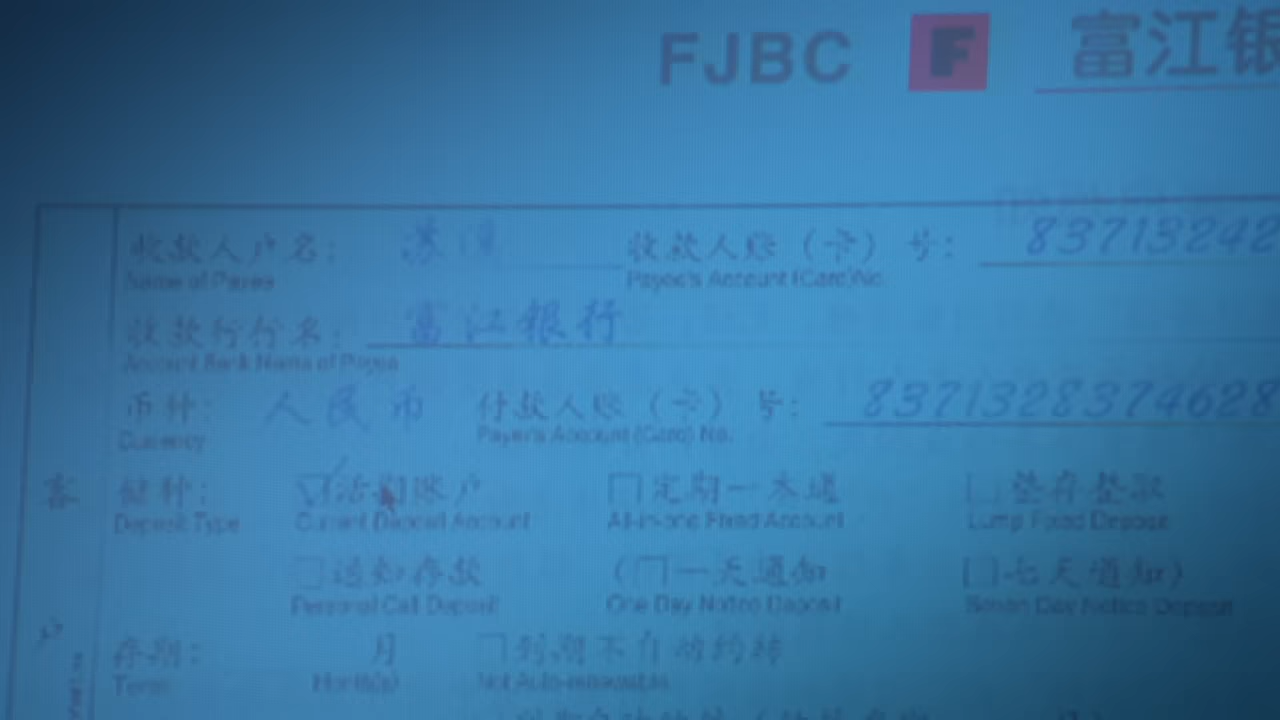 FJBC F 富江银
收款人户名: 苏 收款人账(卡)号: 83713242
Name of Payee Payee's Account (Card) No.
收款行行名: 富江银行
Account Bank Name of Payee
币种: 人民币 付款人账(卡)号: 8371328374628
Currency Payer's Account (Card) No.
客 储种: 活期账户 定期一本通 整存整取
Deposit Type Current Deposit Account All-in-one Fixed Account Lump Fixed Deposit
通知存款 (一天通知 七天通知)
Personal Call Deposit One Day Notice Deposit Seven Day Notice Deposit
户 存期: 月 到期不自动约转
Term Month(s) Not Auto-renewable